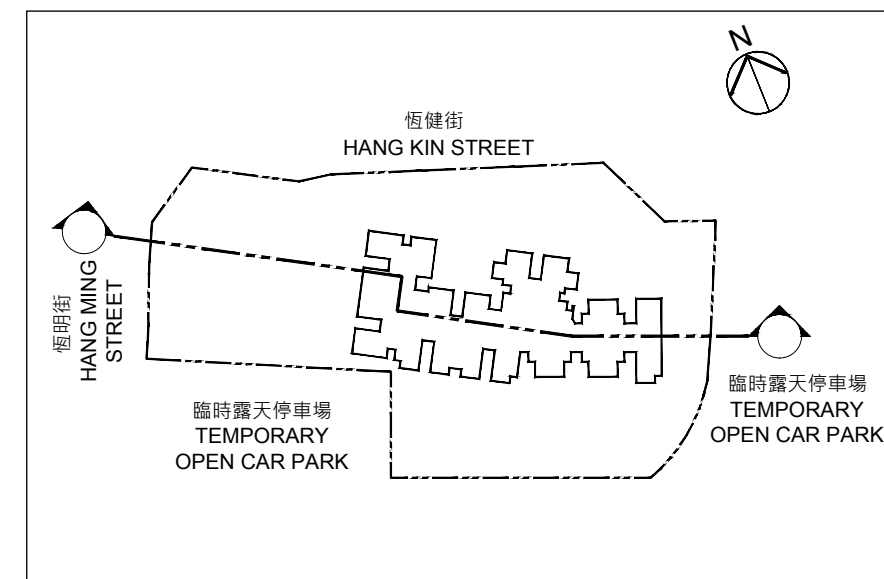 N
恆健街
HANG KIN STREET
恆明街
HANG MING
STREET
臨時露天停車場
TEMPORARY
OPEN CAR PARK
臨時露天停車場
TEMPORARY
OPEN CAR PARK